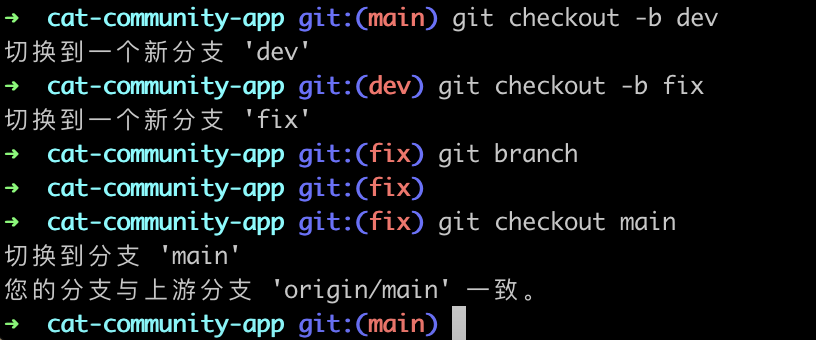 ➜ cat-community-app git:(main) git checkout -b dev
切换到一个新分支 'dev'
➜ cat-community-app git:(dev) git checkout -b fix
切换到一个新分支 'fix'
➜ cat-community-app git:(fix) git branch
➜ cat-community-app git:(fix)
➜ cat-community-app git:(fix) git checkout main
切换到分支 'main'
您的分支与上游分支 'origin/main' 一致。
➜ cat-community-app git:(main)